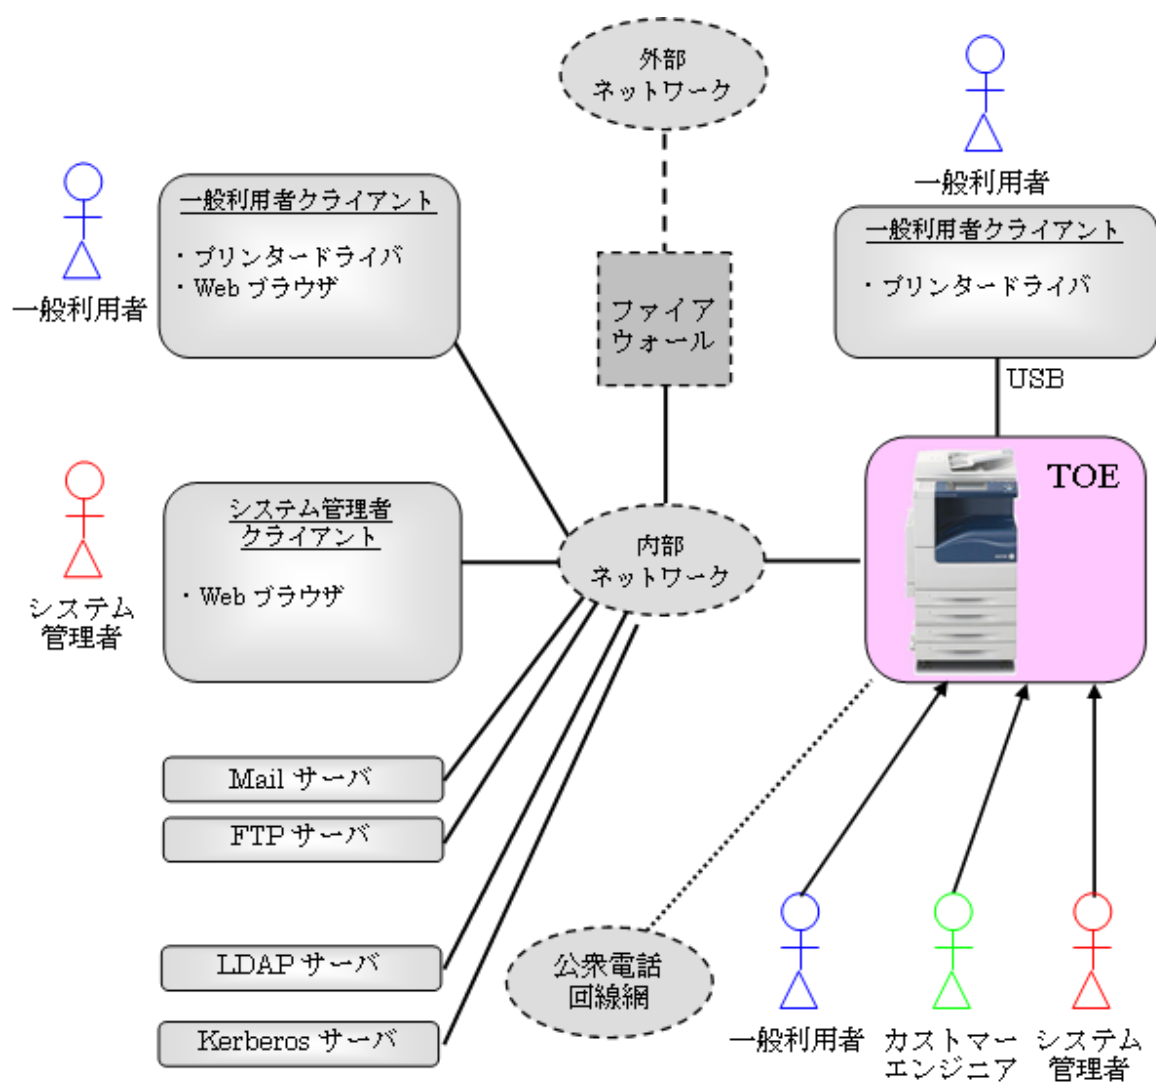 外部
ネットワーク
一般利用者
一般利用者クライアント
・プリンタードライバ
・Web ブラウザ
一般利用者
一般利用者クライアント
・プリンタードライバ
ファイア
ウォール
USB
TOE
システム管理者
クライアント
・Web ブラウザ
システム
管理者
内部
ネットワーク
Mail サーバ
FTP サーバ
LDAP サーバ
Kerberos サーバ
公衆電話
回線網
一般利用者
カストマー
エンジニア
システム
管理者